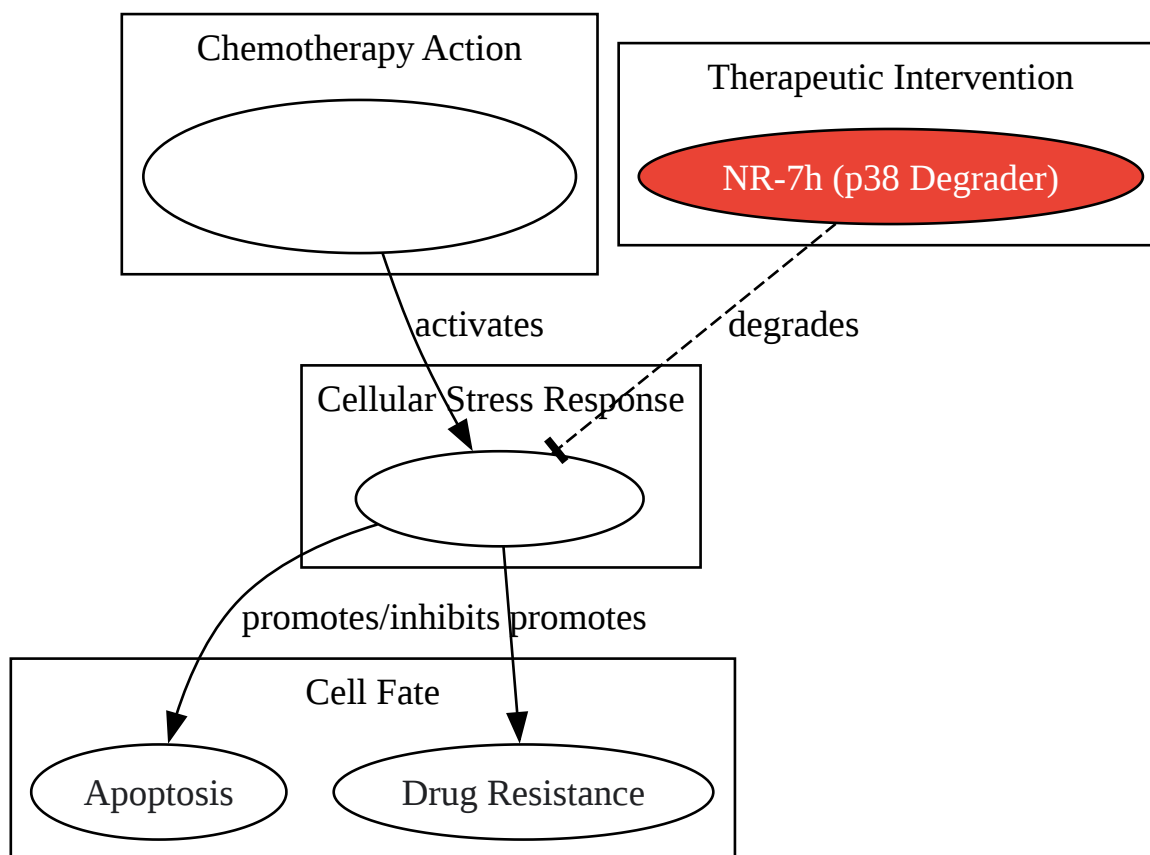 Chemotherapy Action
Therapeutic Intervention
NR-7h (p38 Degrader)
activates
degrades
Cellular Stress Response
promotes/inhibits
promotes
Cell Fate
Apoptosis
Drug Resistance